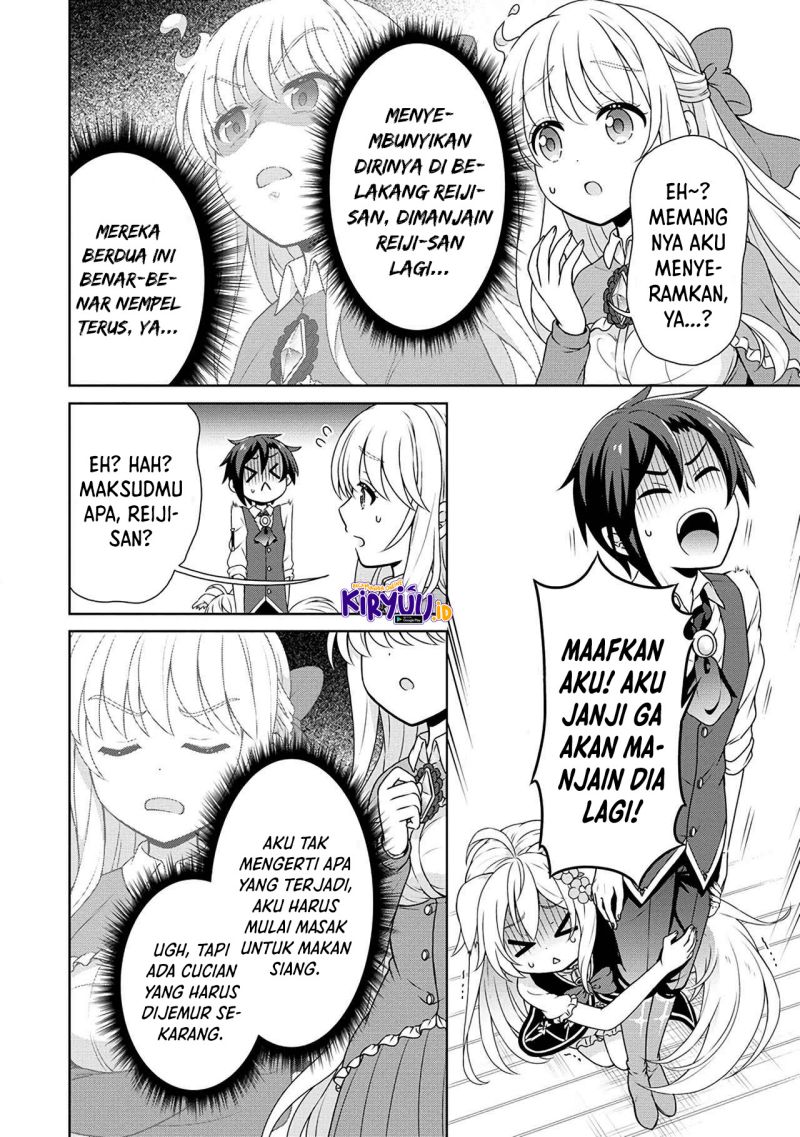 EH~?
MEMANG
NYA AKU
MENYE-
RAMKAN,
YA...?
MENYE-
MBUNYIKAN
DIRINYA DI BE-
LAKANG REIJI-
SAN, DIMANJAIN
REIJI-SAN
LAGI...
MEREKA
BERDUA INI
BENAR-BE-
NAR NEMPEL
TERUS, YA...
MAAFKAN
AKU! AKU
JANJI GA
AKAN MA-
NJAIN DIA
LAGI!
EH? HAH?
MAKSUDMU
APA, REIJI-
SAN?
KIRYUU.ID
AKU TAK
MENGERTI APA
YANG TERJADI,
AKU HARUS
MULAI MASAK
UNTUK MAKAN
SIANG.
UGH, TAPI
ADA CUCIAN
YANG HARUS
DIJEMUR SE-
KARANG.